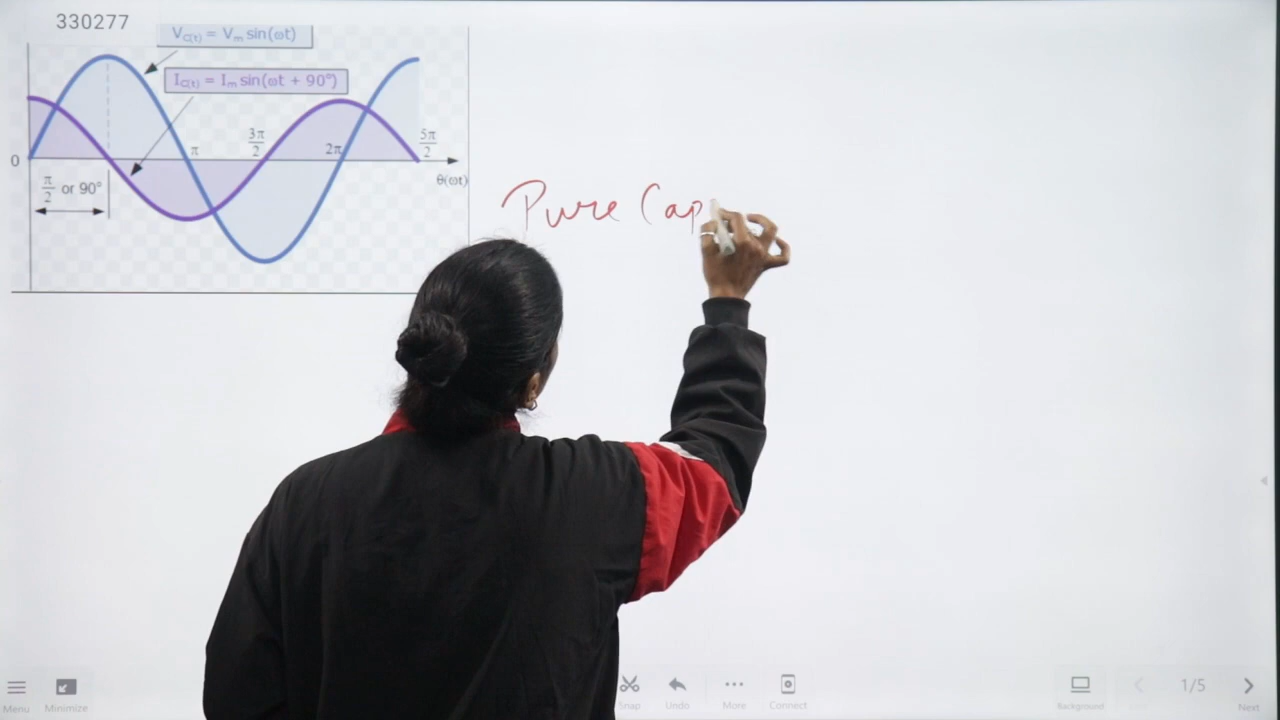 330277
V_C(t) = V_m sin(ωt)
I_C(t) = I_m sin(ωt + 90°)
0
π
3π/2
2π
5π/2
θ(ωt)
π/2 or 90°
Pure Cap
Menu
Minimize
Snap
Undo
More
Connect
Background
1/5
Next